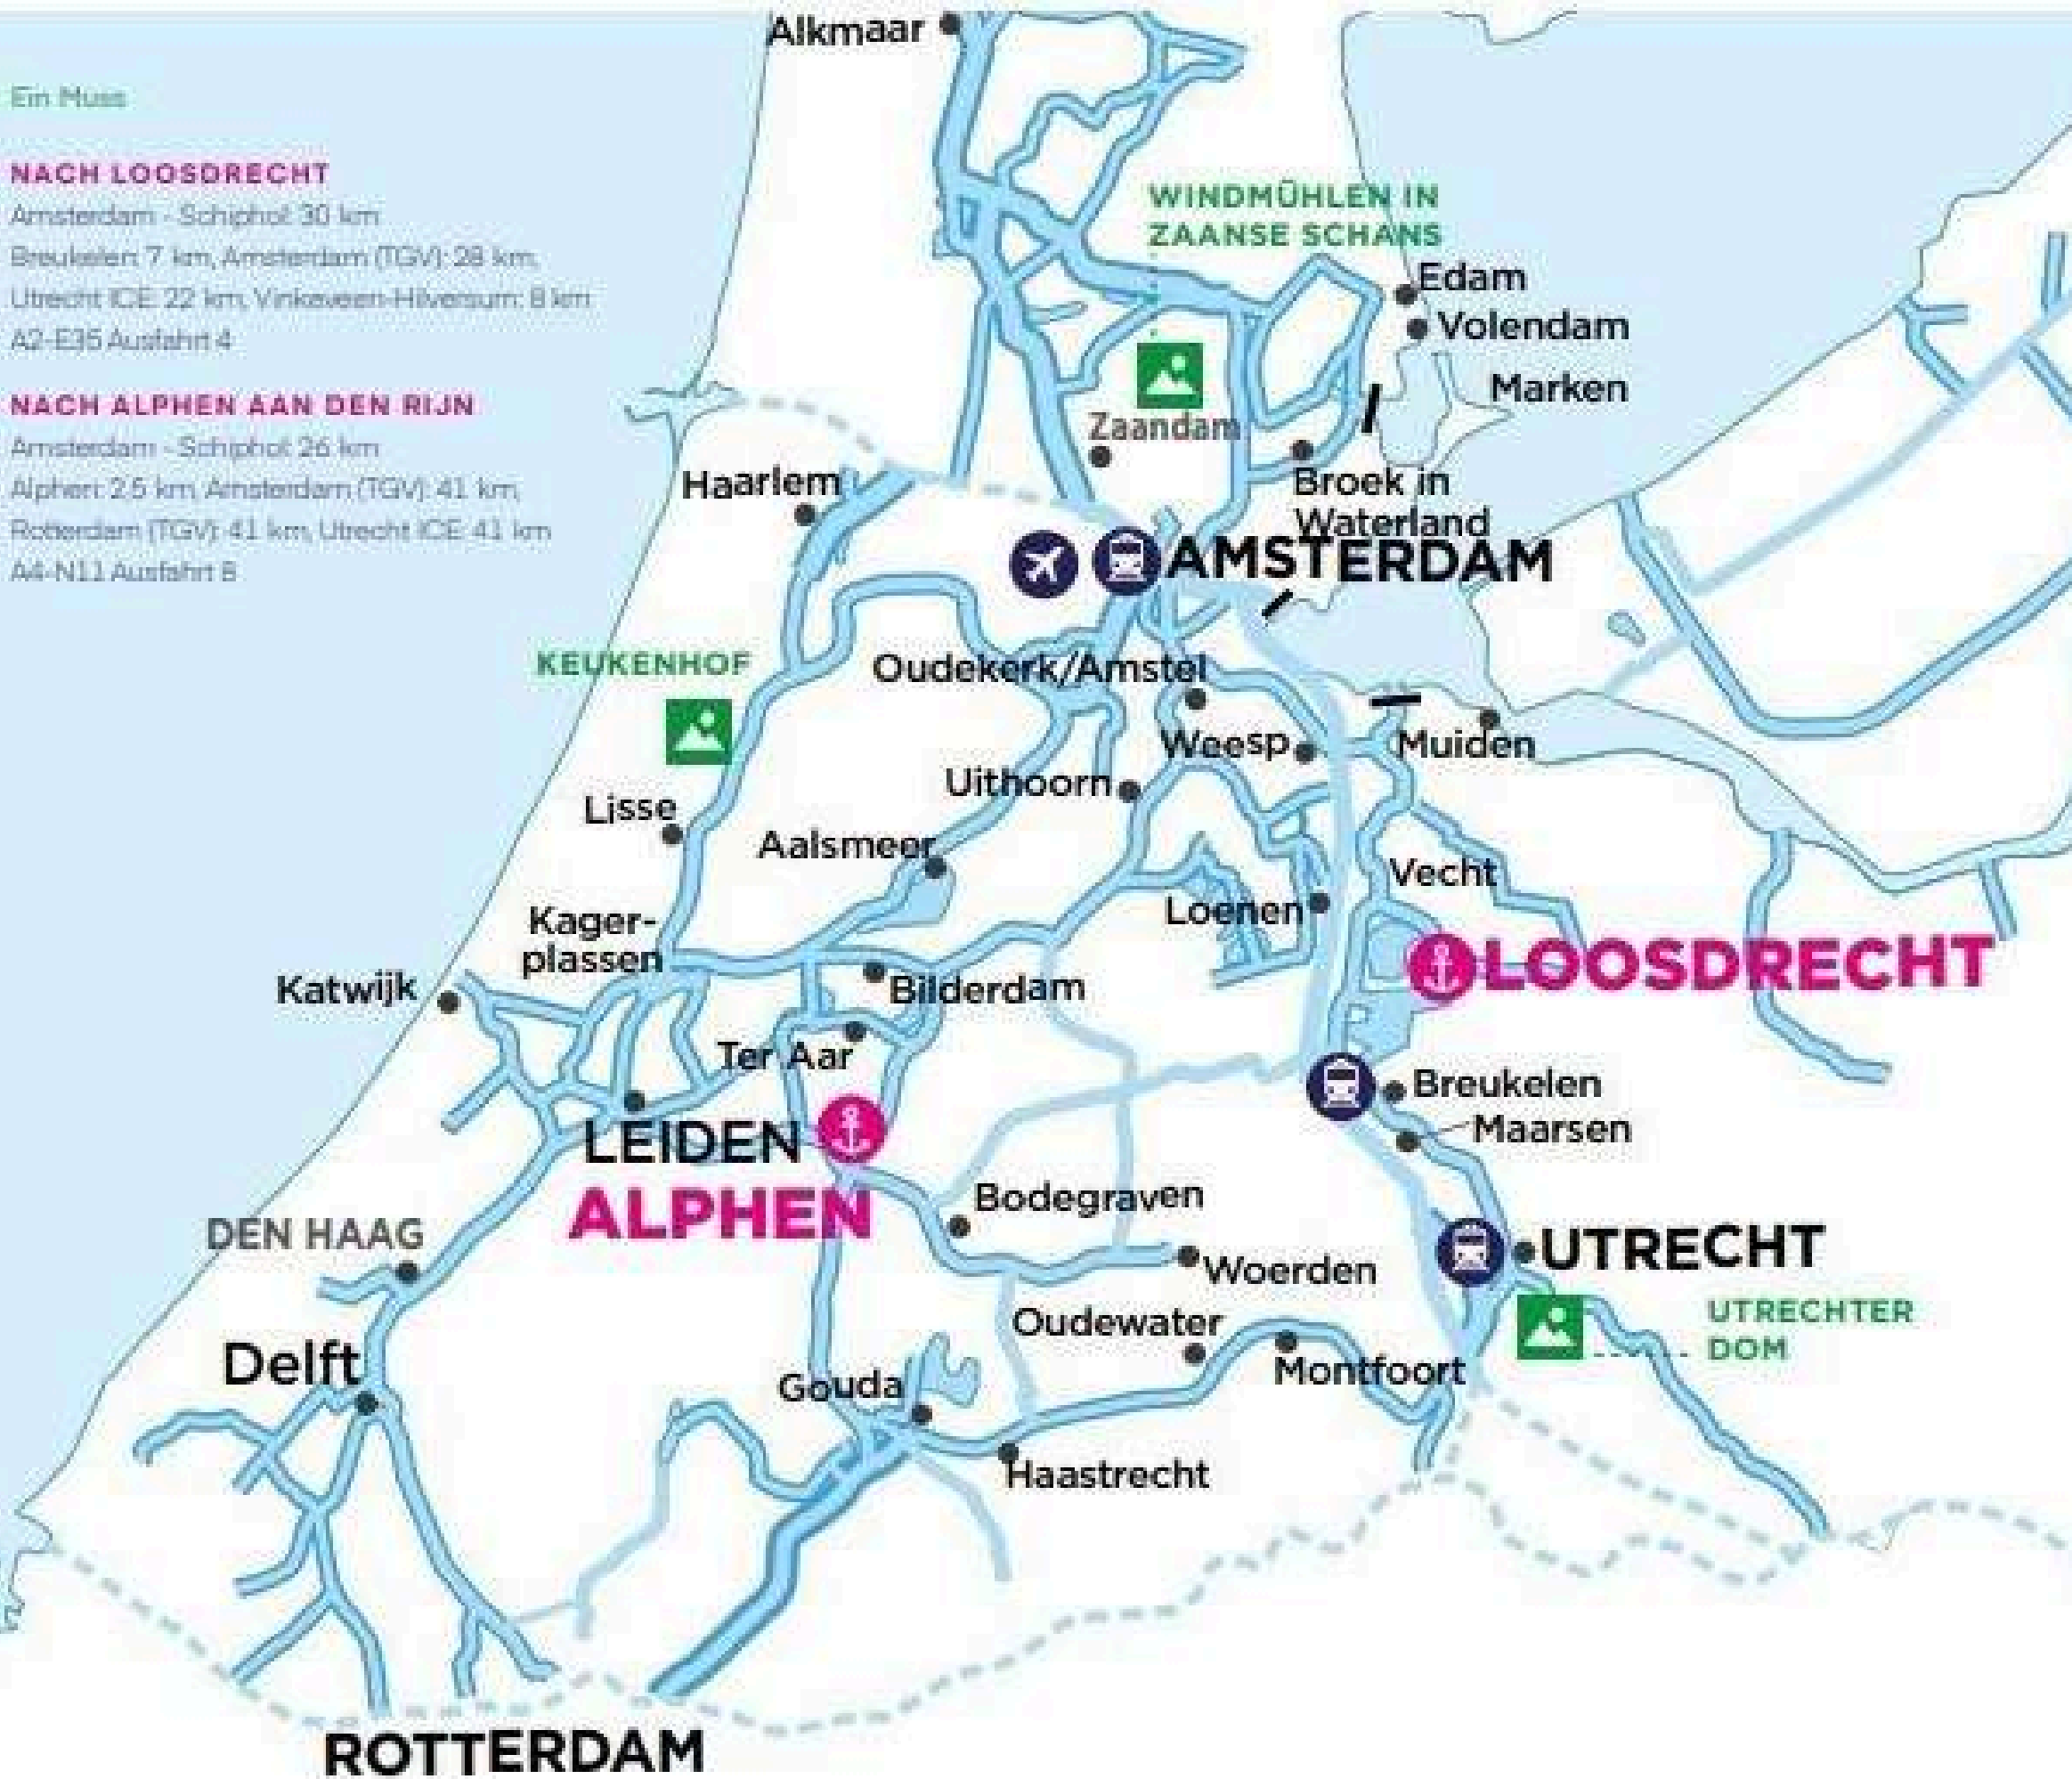 Alkmaar
Ein Muss
NACH LOOSDRECHT
Amsterdam - Schiphol: 30 km
Breukelen: 7 km, Amsterdam (TGV): 28 km,
Utrecht ICE: 22 km, Vinkeveen-Hilversum: 8 km
A2-E35 Ausfahrt 4
NACH ALPHEN AAN DEN RIJN
Amsterdam - Schiphol: 26 km
Alphen: 2,5 km, Amsterdam (TGV): 41 km,
Rotterdam (TGV): 41 km, Utrecht ICE: 41 km
A4-N11 Ausfahrt 8
WINDMÜHLEN IN
ZAANSE SCHANS
Edam
Volendam
Marken
Zaandam
Haarlem
Broek in
Waterland
AMSTERDAM
KEUKENHOF
Oudekerk/Amstel
Weesp
Muiden
Uithoorn
Lisse
Aalsmeer
Vecht
Loenen
Kager-
plassen
LOOSDRECHT
Katwijk
Bilderdam
Ter Aar
Breukelen
Maarsen
LEIDEN
ALPHEN
Bodegraven
DEN HAAG
UTRECHT
Woerden
UTRECHTER
DOM
Oudewater
Delft
Montfoort
Gouda
Haastrecht
ROTTERDAM